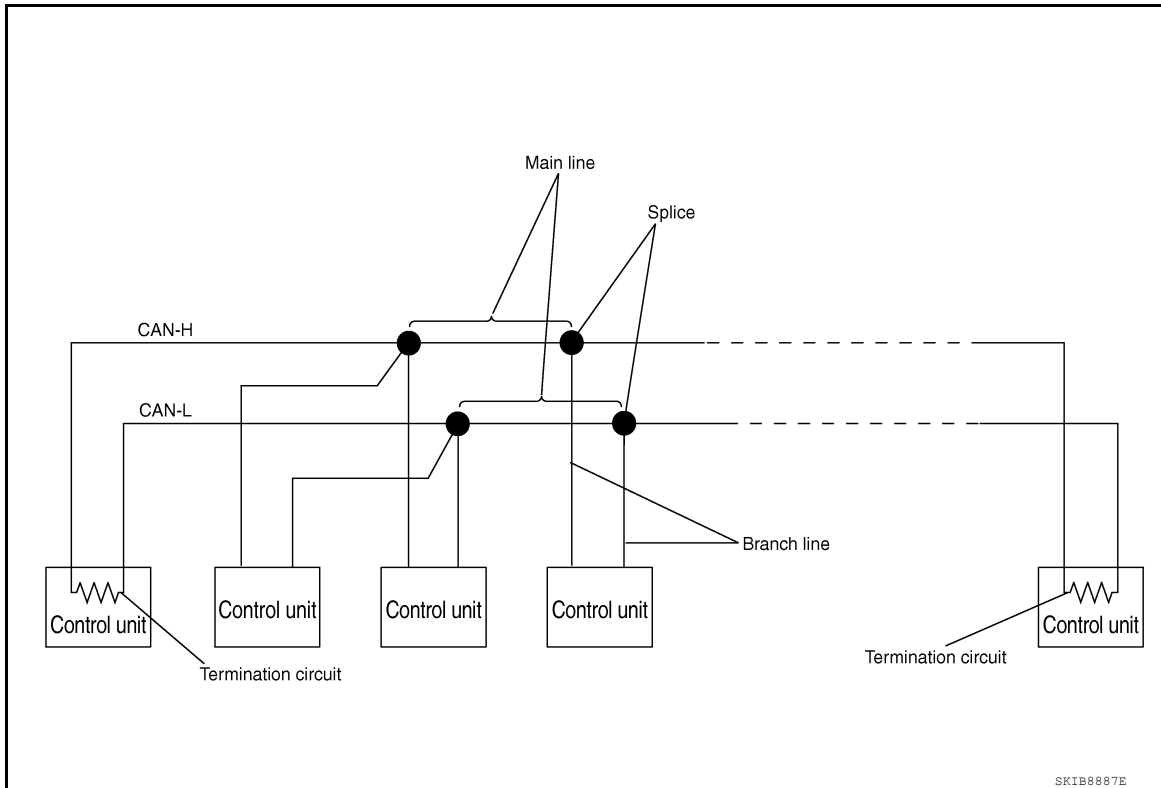 Main line
Splice
CAN-H
CAN-L
Branch line
Control unit
Control unit
Control unit
Control unit
Control unit
Termination circuit
Termination circuit
SKIB8887E